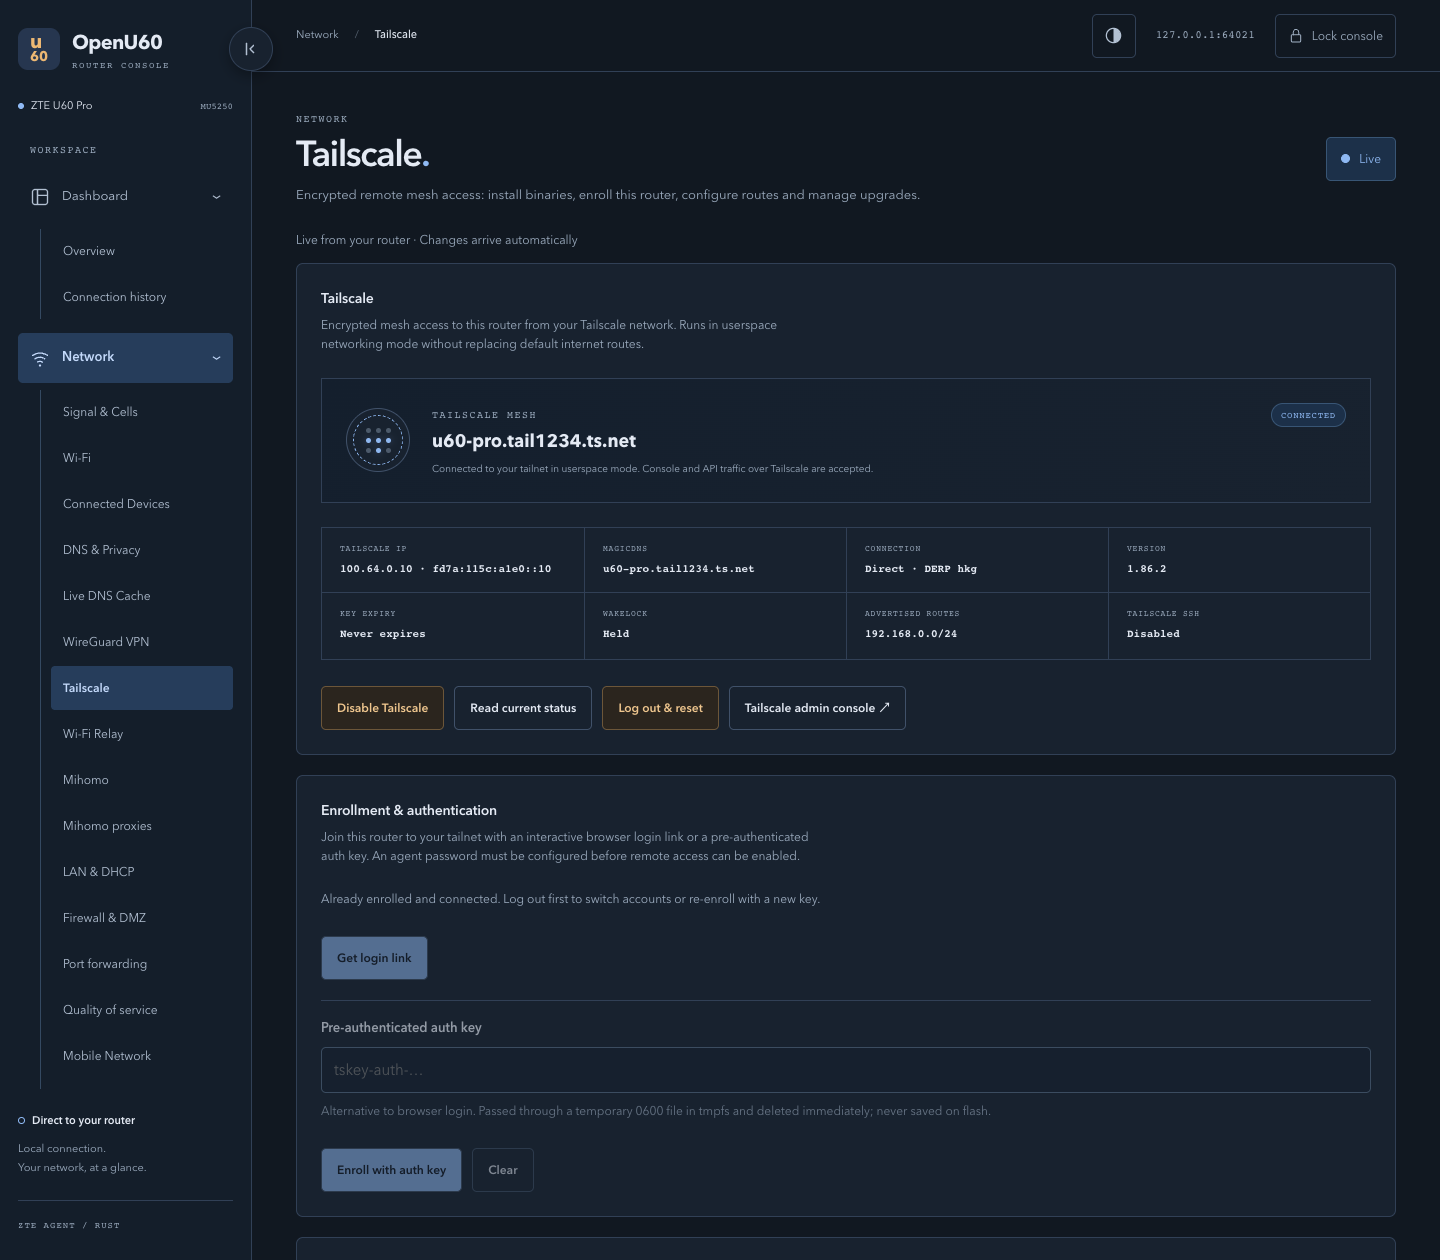 u
60
OpenU60
ROUTER CONSOLE
ZTE U60 Pro
MU5250
WORKSPACE
Dashboard
Overview
Connection history
Network
Signal & Cells
Wi-Fi
Connected Devices
DNS & Privacy
Live DNS Cache
WireGuard VPN
Tailscale
Wi-Fi Relay
Mihomo
Mihomo proxies
LAN & DHCP
Firewall & DMZ
Port forwarding
Quality of service
Mobile Network
Direct to your router
Local connection.
Your network, at a glance.
ZTE AGENT / RUST
Network / Tailscale
127.0.0.1:64021
Lock console
NETWORK
Tailscale.
Live
Encrypted remote mesh access: install binaries, enroll this router, configure routes and manage upgrades.
Live from your router · Changes arrive automatically
Tailscale
Encrypted mesh access to this router from your Tailscale network. Runs in userspace
networking mode without replacing default internet routes.
TAILSCALE MESH
CONNECTED
u60-pro.tail1234.ts.net
Connected to your tailnet in userspace mode. Console and API traffic over Tailscale are accepted.
TAILSCALE IP
100.64.0.10 · fd7a:115c:a1e0::10
MAGICDNS
u60-pro.tail1234.ts.net
CONNECTION
Direct · DERP hkg
VERSION
1.86.2
KEY EXPIRY
Never expires
WAKELOCK
Held
ADVERTISED ROUTES
192.168.0.0/24
TAILSCALE SSH
Disabled
Disable Tailscale
Read current status
Log out & reset
Tailscale admin console ↗
Enrollment & authentication
Join this router to your tailnet with an interactive browser login link or a pre-authenticated
auth key. An agent password must be configured before remote access can be enabled.
Already enrolled and connected. Log out first to switch accounts or re-enroll with a new key.
Get login link
Pre-authenticated auth key
tskey-auth-…
Alternative to browser login. Passed through a temporary 0600 file in tmpfs and deleted immediately; never saved on flash.
Enroll with auth key
Clear